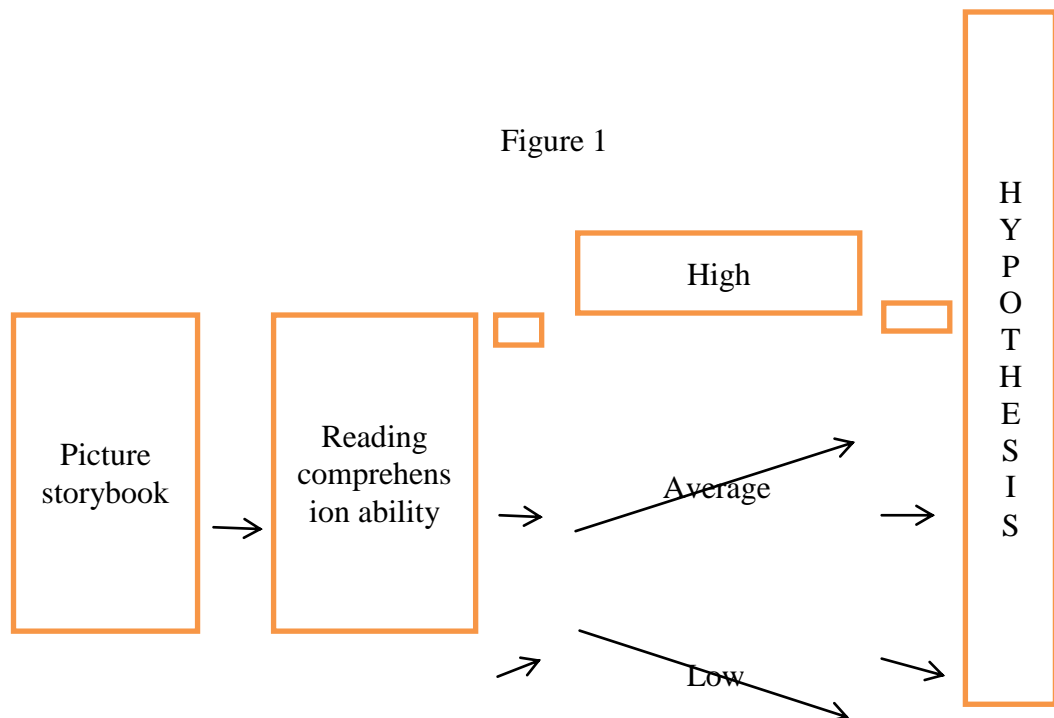 Figure 1
Picture
storybook
Reading
comprehens
ion ability
High
Average
Low
H
Y
P
O
T
H
E
S
I
S